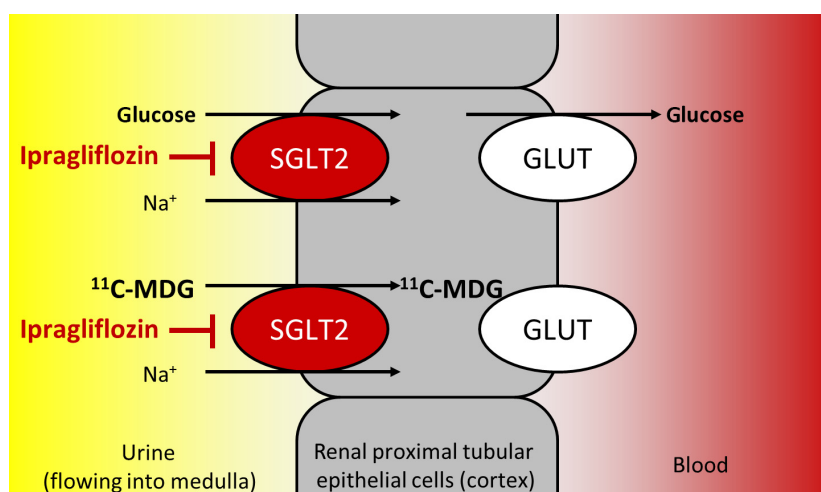 Glucose
Glucose
Ipragliflozin
SGLT2
GLUT
Na⁺
¹¹C-MDG
¹¹C-MDG
Ipragliflozin
SGLT2
GLUT
Na⁺
Urine
(flowing into medulla)
Renal proximal tubular
epithelial cells (cortex)
Blood